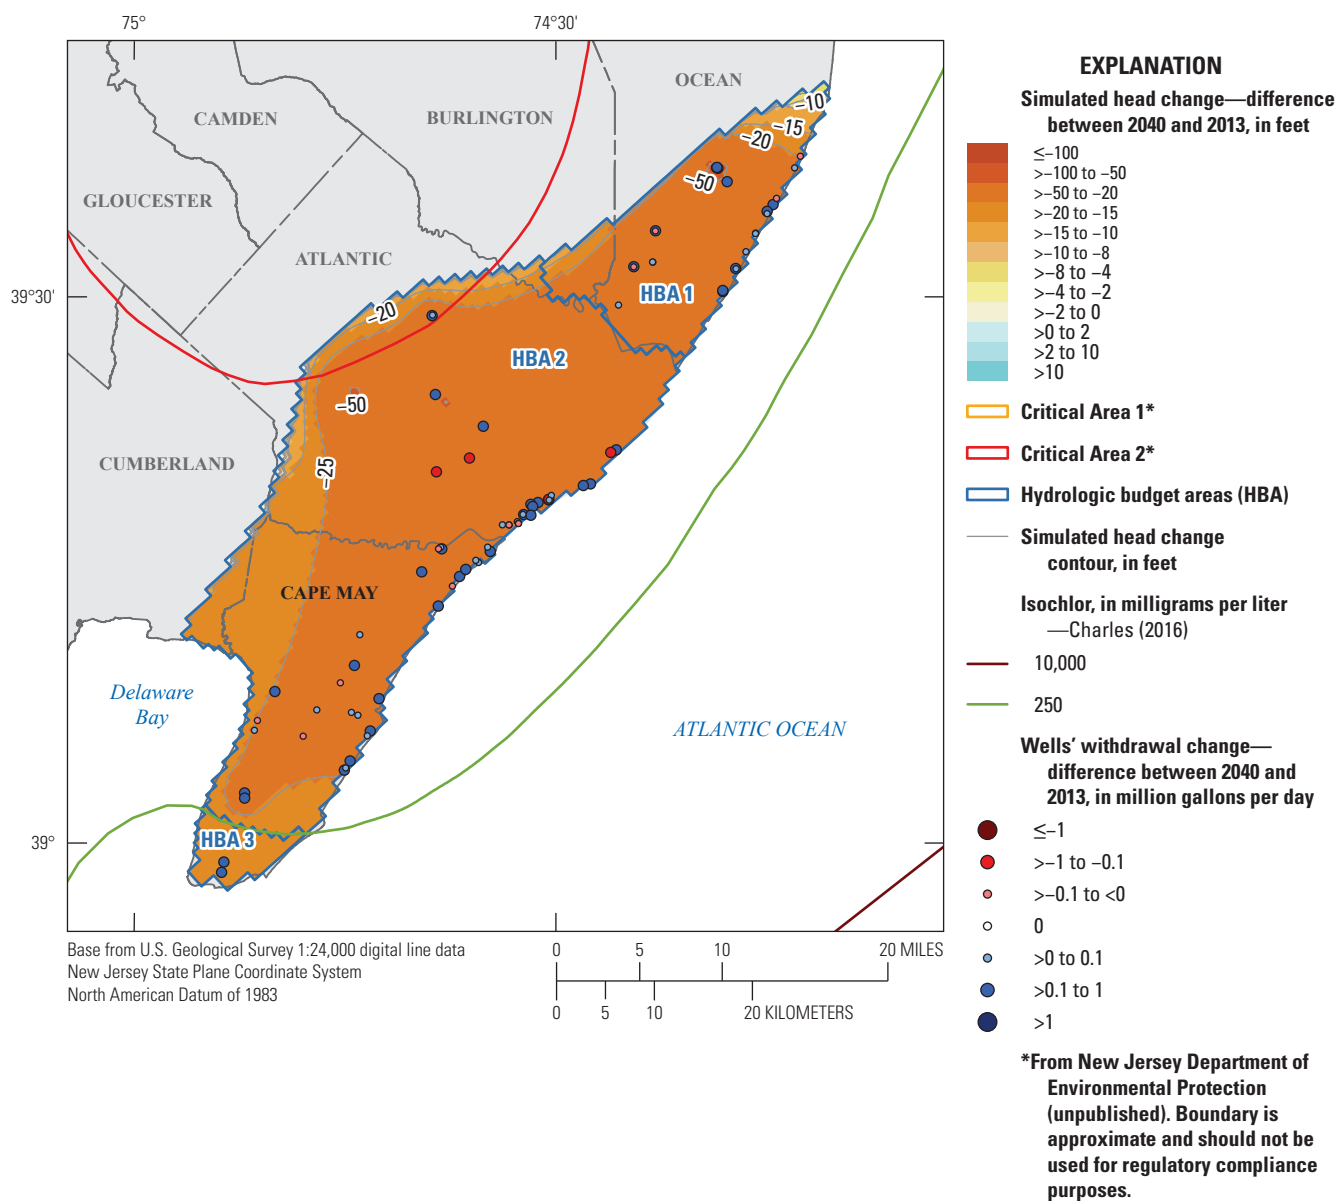 75°
74°30'
OCEAN
CAMDEN
BURLINGTON
GLOUCESTER
ATLANTIC
CUMBERLAND
CAPE MAY
−10
−15
−20
−50
HBA 1
39°30'
−20
HBA 2
−50
−25
Delaware
Bay
ATLANTIC OCEAN
39°
HBA 3
Base from U.S. Geological Survey 1:24,000 digital line data
New Jersey State Plane Coordinate System
North American Datum of 1983
0 5 10 20 MILES
0 5 10 20 KILOMETERS
EXPLANATION
Simulated head change—difference
between 2040 and 2013, in feet
≤−100
>−100 to −50
>−50 to −20
>−20 to −15
>−15 to −10
>−10 to −8
>−8 to −4
>−4 to −2
>−2 to 0
>0 to 2
>2 to 10
>10
Critical Area 1*
Critical Area 2*
Hydrologic budget areas (HBA)
Simulated head change
contour, in feet
Isochlor, in milligrams per liter
—Charles (2016)
10,000
250
Wells' withdrawal change—
difference between 2040 and
2013, in million gallons per day
≤−1
>−1 to −0.1
>−0.1 to <0
0
>0 to 0.1
>0.1 to 1
>1
*From New Jersey Department of
Environmental Protection
(unpublished). Boundary is
approximate and should not be
used for regulatory compliance
purposes.